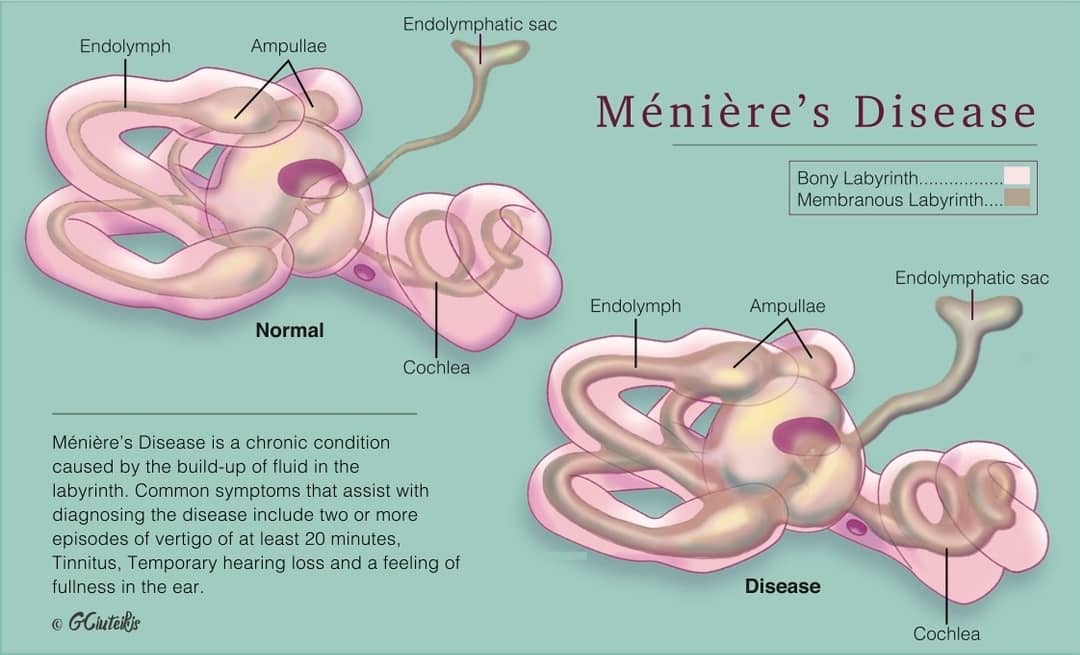 Endolymphatic sac
Endolymph
Ampullae
Ménière's Disease
Bony Labyrinth.................
Membranous Labyrinth....
Normal
Cochlea
Endolymphatic sac
Endolymph
Ampullae
Disease
Cochlea
Ménière's Disease is a chronic condition
caused by the build-up of fluid in the
labyrinth. Common symptoms that assist with
diagnosing the disease include two or more
episodes of vertigo of at least 20 minutes,
Tinnitus, Temporary hearing loss and a feeling of
fullness in the ear.
© GCiuteikis